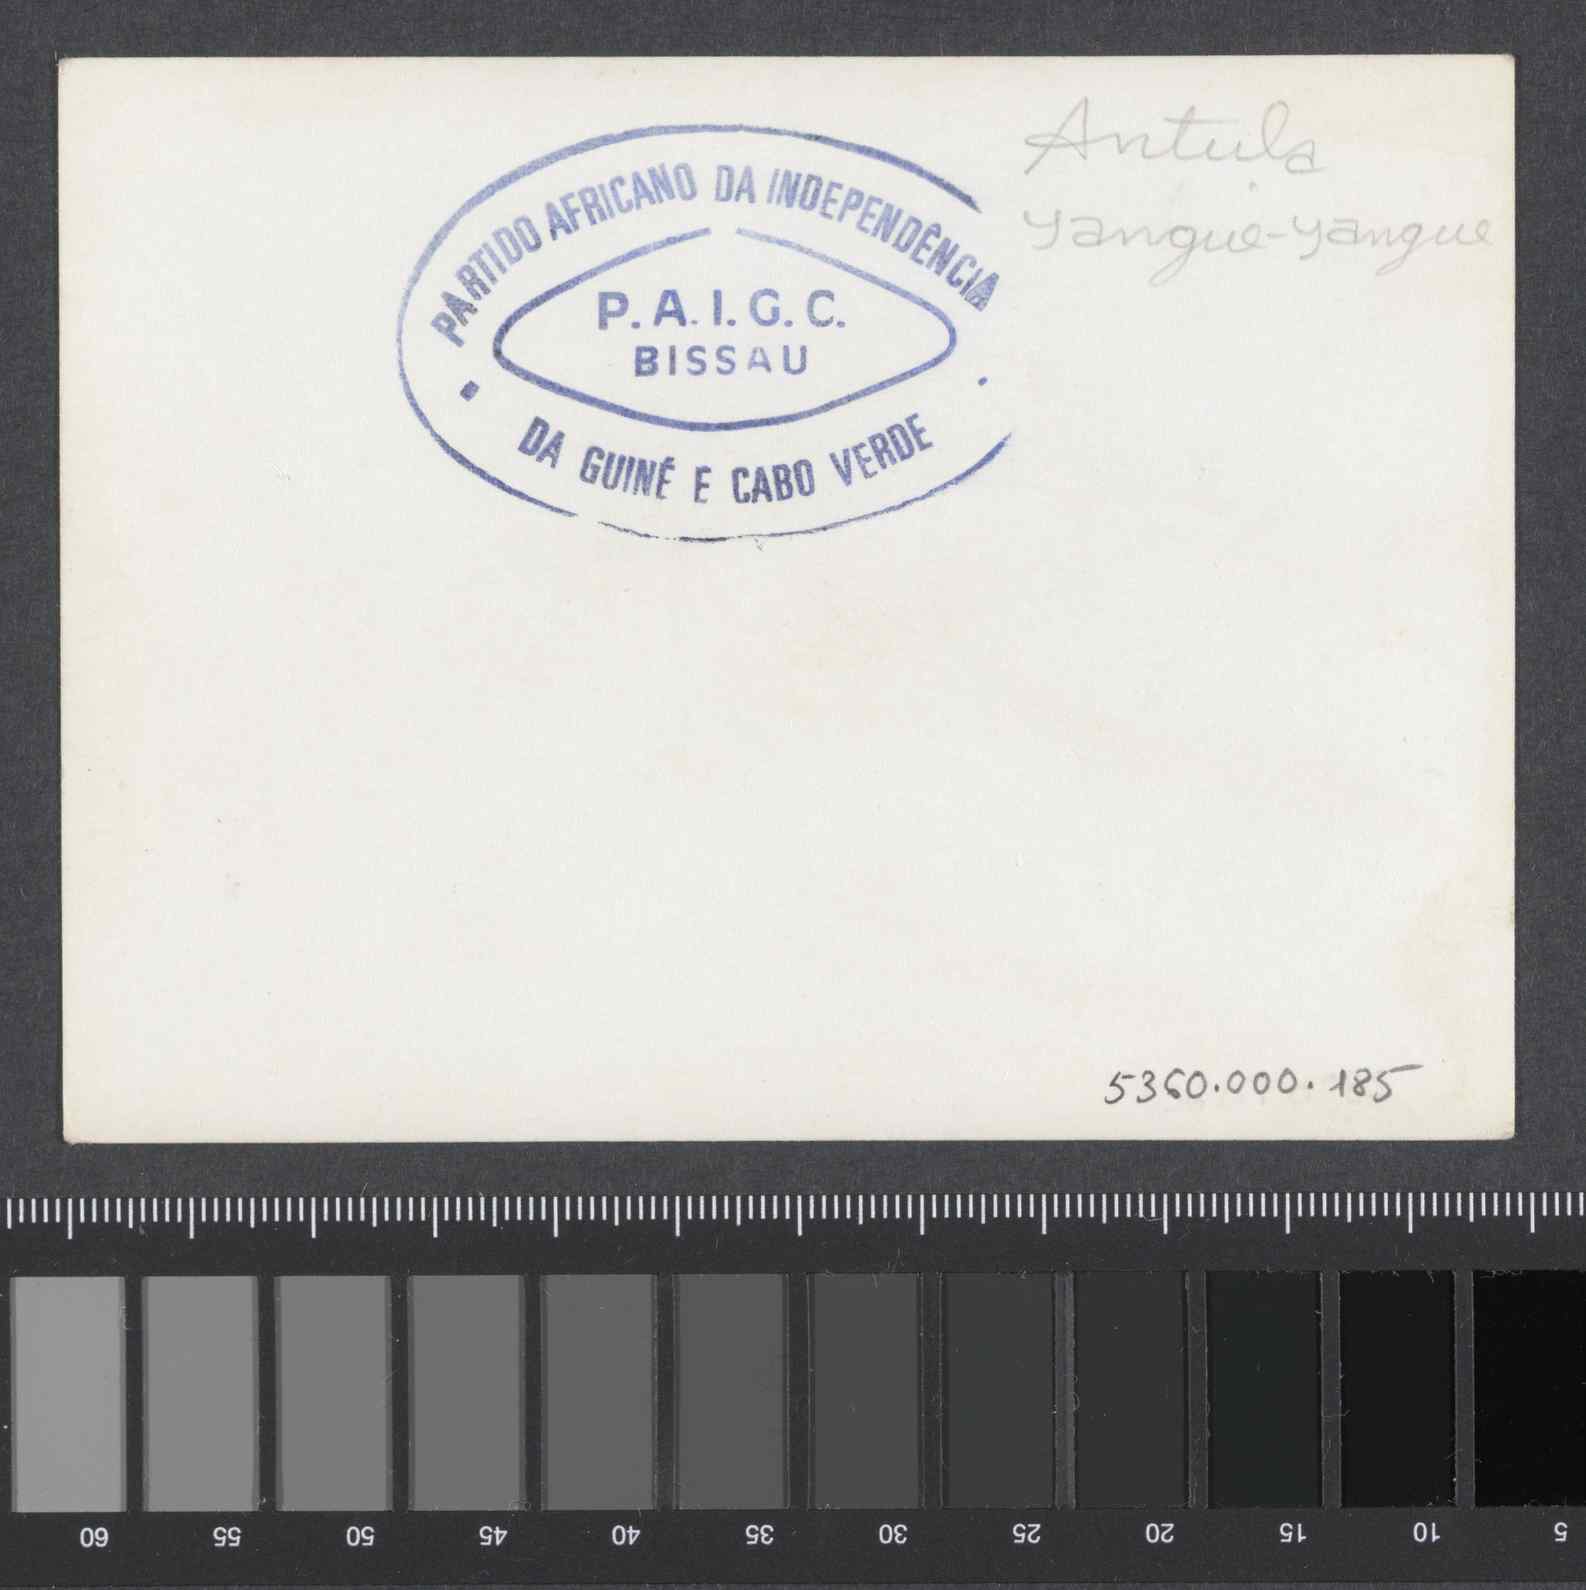 Antula
yangue-yangue
PARTIDO AFRICANO DA INDEPENDÊNCIA
P.A.I.G.C.
BISSAU
DA GUINÉ E CABO VERDE
5360.000.185
60 55 50 45 40 35 30 25 20 15 10 5